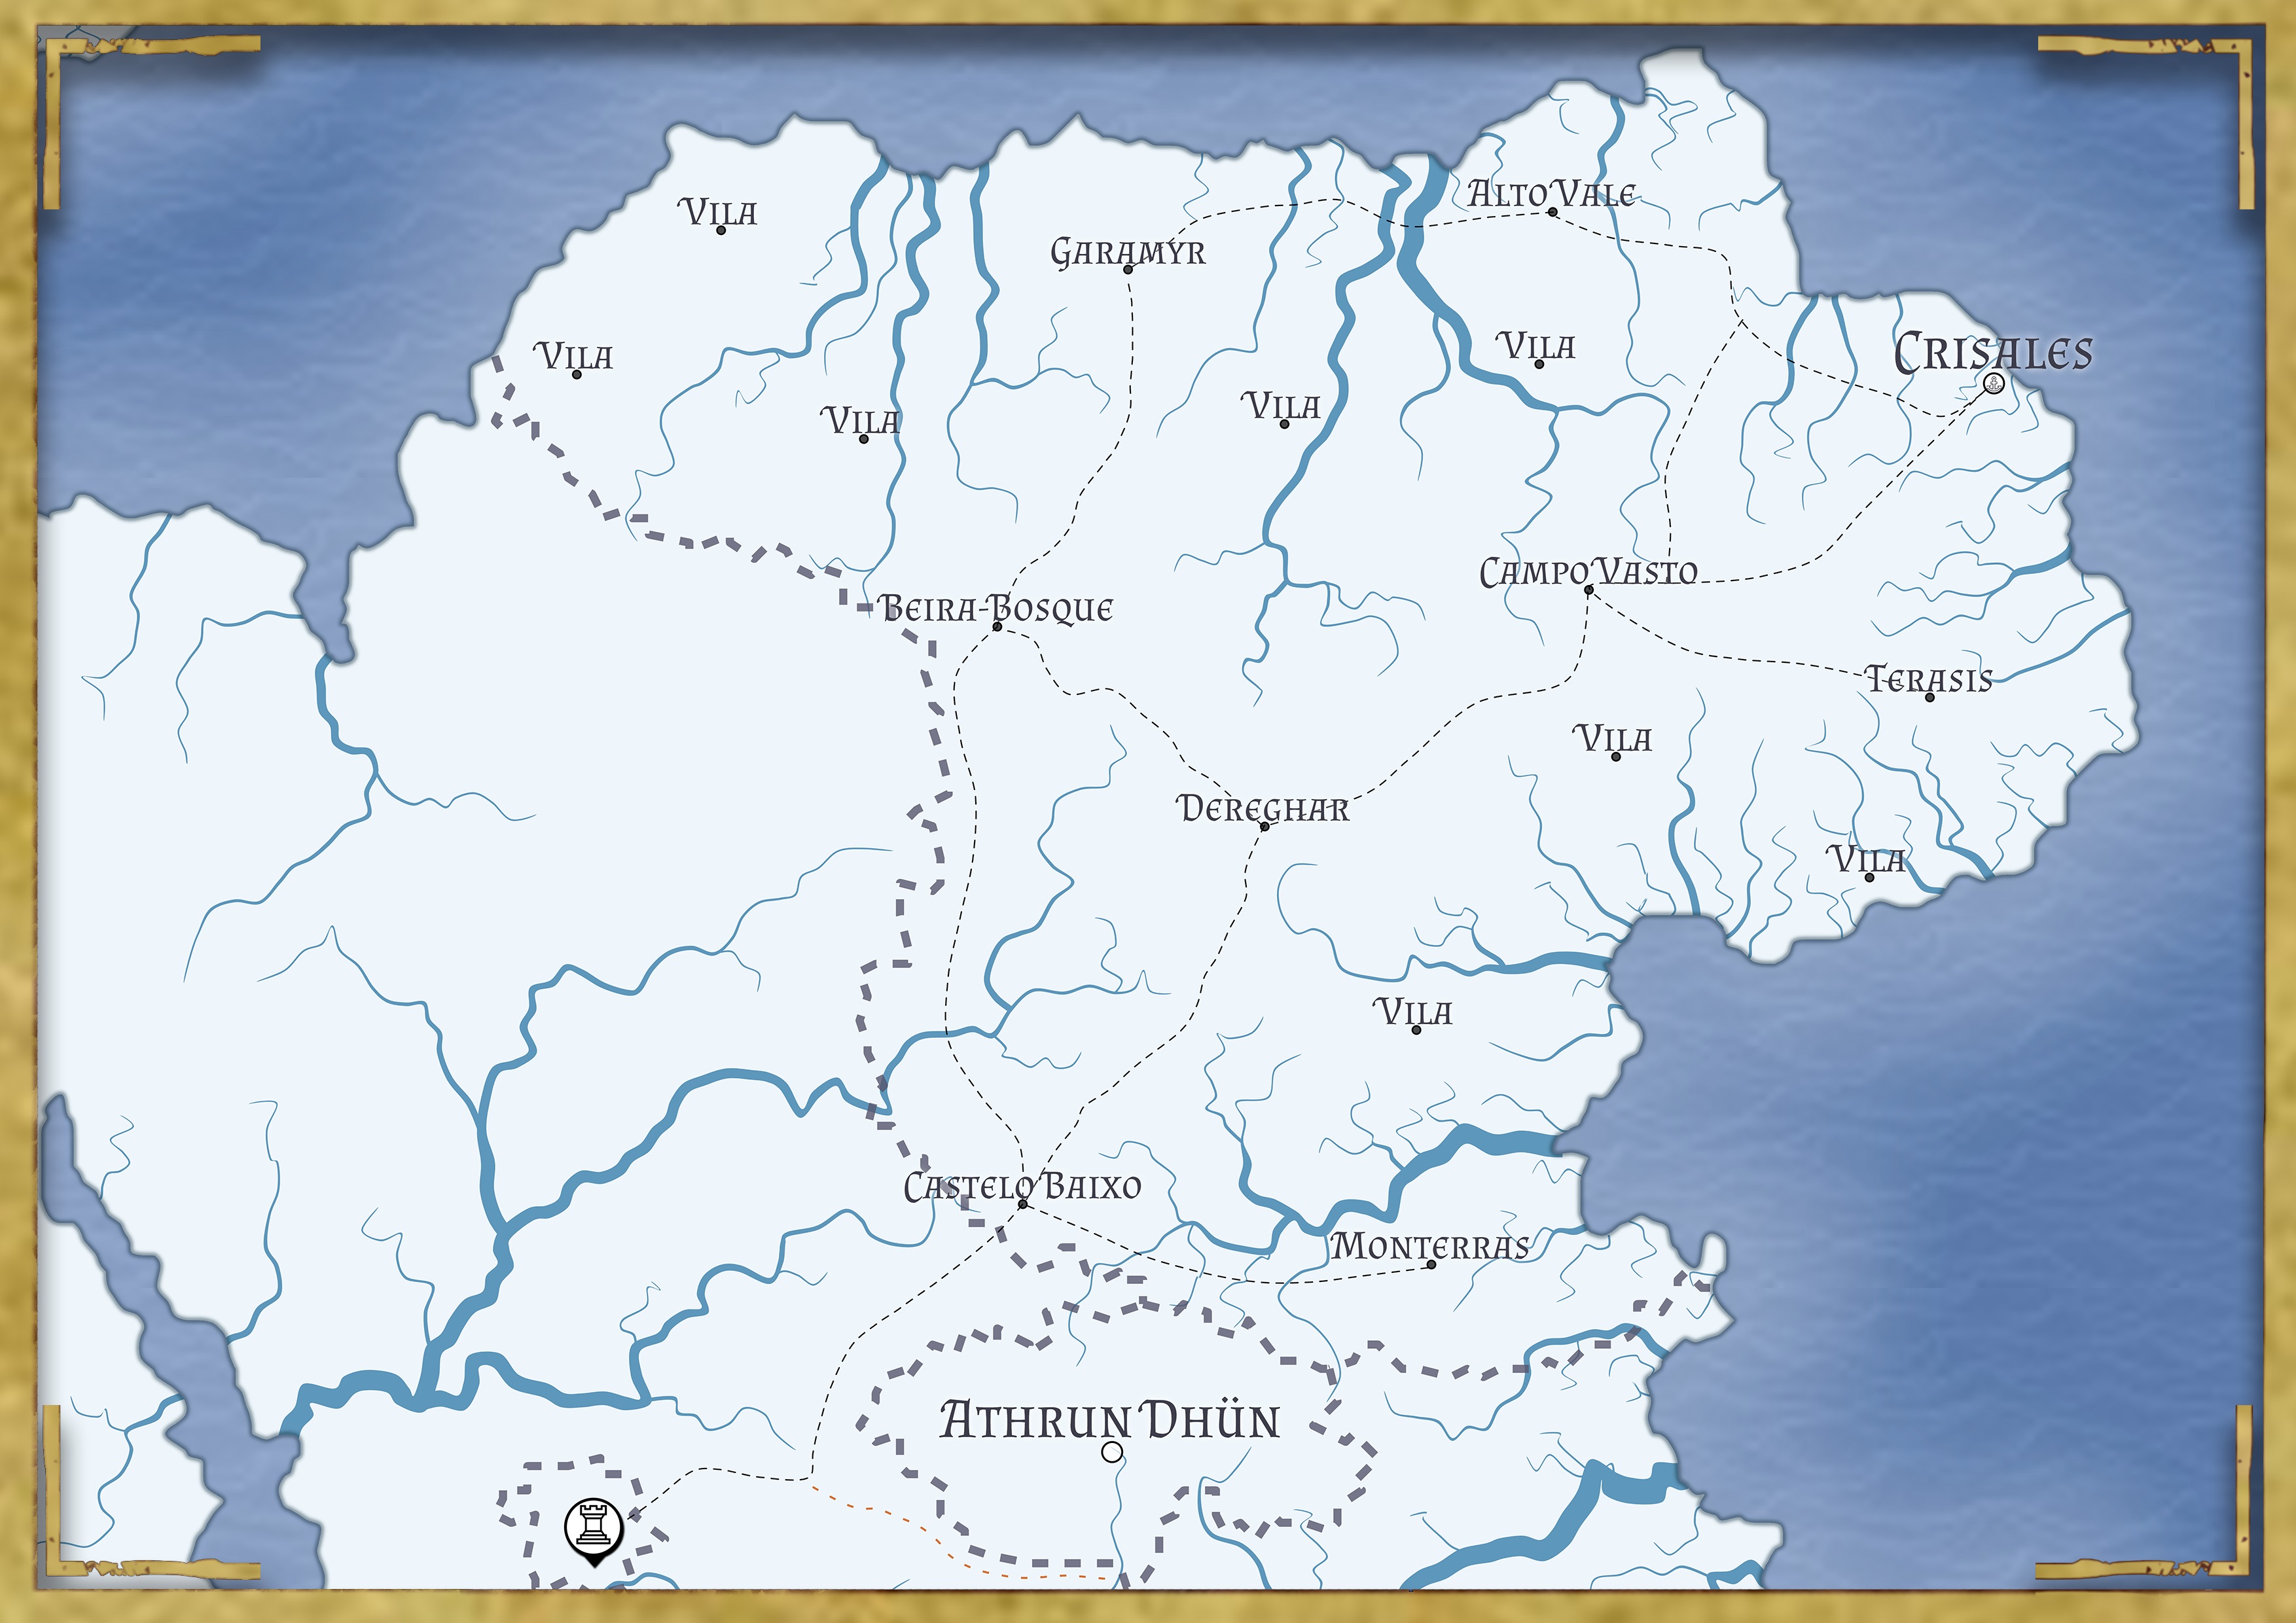 Alto Vale
Vila
Garamyr
Vila
Crisales
Vila
Vila
Vila
Campo Vasto
Beira-Bosque
Terasis
Vila
Dereghar
Vila
Vila
Castelo Baixo
Monterras
Athrun Dhün